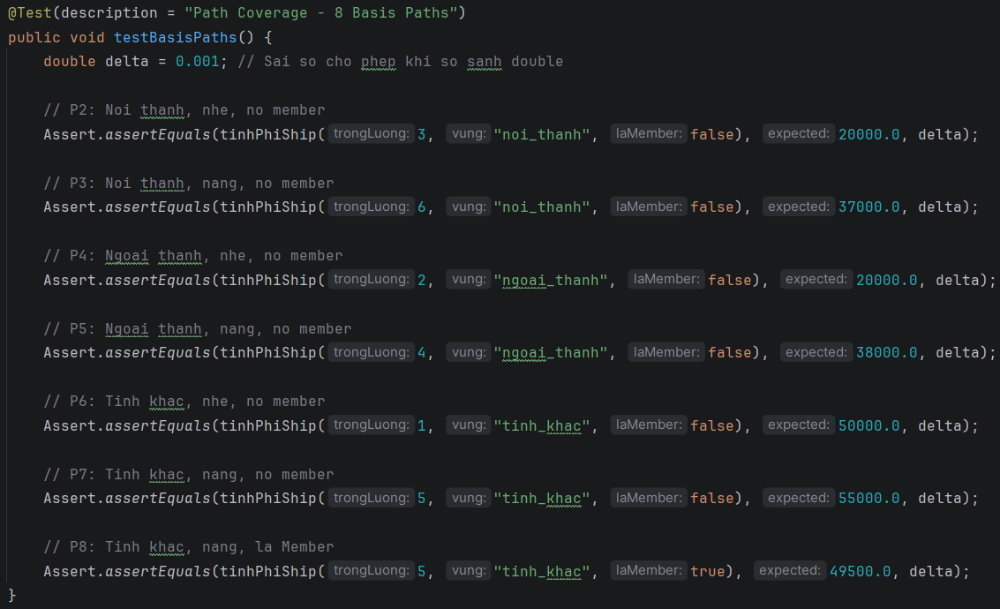 @Test(description = "Path Coverage - 8 Basis Paths")
public void testBasisPaths() {
double delta = 0.001; // Sai so cho phep khi so sanh double
// P2: Noi thanh, nhe, no member
Assert.assertEquals(tinhPhiShip( trongLuong: 3, vung: "noi_thanh", laMember: false), expected: 20000.0, delta);
// P3: Noi thanh, nang, no member
Assert.assertEquals(tinhPhiShip( trongLuong: 6, vung: "noi_thanh", laMember: false), expected: 37000.0, delta);
// P4: Ngoai thanh, nhe, no member
Assert.assertEquals(tinhPhiShip( trongLuong: 2, vung: "ngoai_thanh", laMember: false), expected: 20000.0, delta);
// P5: Ngoai thanh, nang, no member
Assert.assertEquals(tinhPhiShip( trongLuong: 4, vung: "ngoai_thanh", laMember: false), expected: 38000.0, delta);
// P6: Tinh khac, nhe, no member
Assert.assertEquals(tinhPhiShip( trongLuong: 1, vung: "tinh_khac", laMember: false), expected: 50000.0, delta);
// P7: Tinh khac, nang, no member
Assert.assertEquals(tinhPhiShip( trongLuong: 5, vung: "tinh_khac", laMember: false), expected: 55000.0, delta);
// P8: Tinh khac, nang, la Member
Assert.assertEquals(tinhPhiShip( trongLuong: 5, vung: "tinh_khac", laMember: true), expected: 49500.0, delta);
}